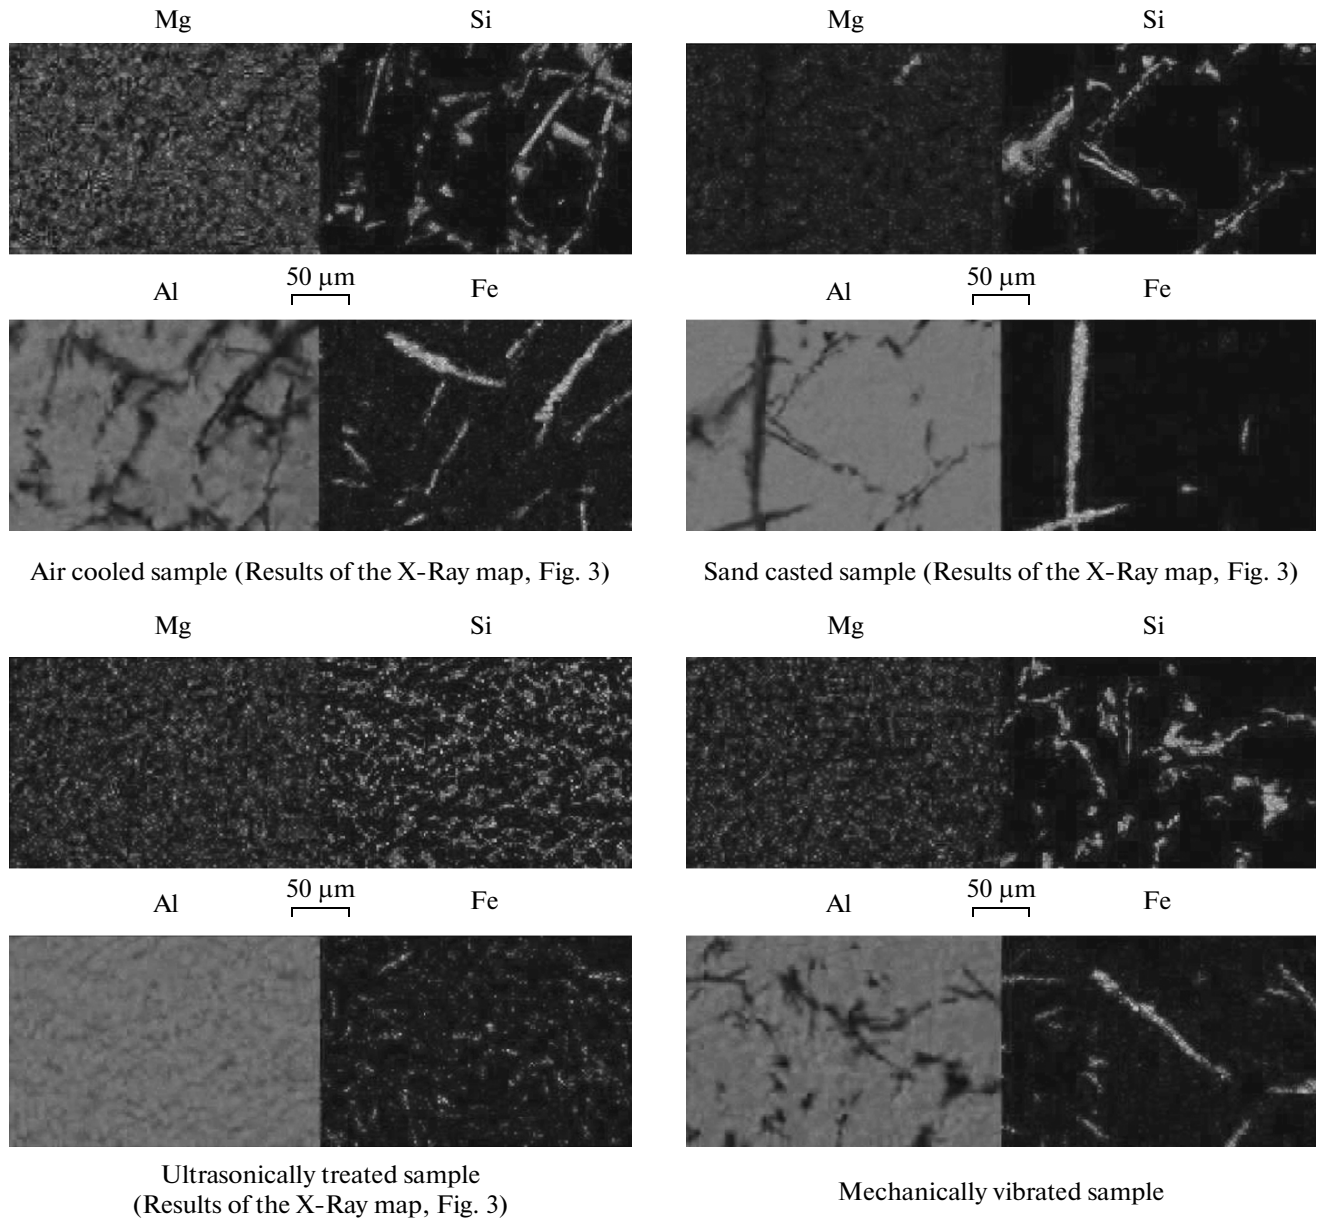 Mg Si Mg Si
Al 50 μm Fe Al 50 μm Fe
Air cooled sample (Results of the X-Ray map, Fig. 3) Sand casted sample (Results of the X-Ray map, Fig. 3)
Mg Si Mg Si
Al 50 μm Fe Al 50 μm Fe
Ultrasonically treated sample
(Results of the X-Ray map, Fig. 3)
Mechanically vibrated sample